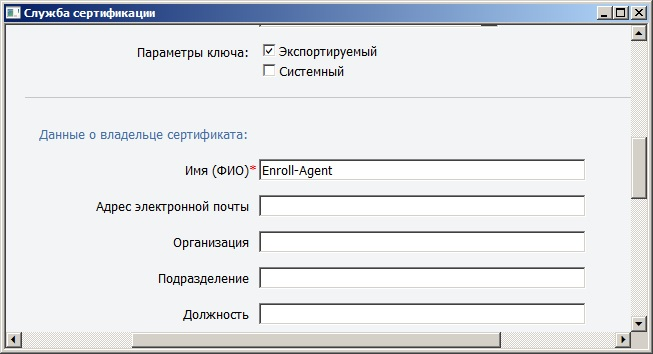 Служба сертификации
Параметры ключа: Экспортируемый
Системный
Данные о владельце сертификата:
Имя (ФИО)* Enroll-Agent
Адрес электронной почты
Организация
Подразделение
Должность